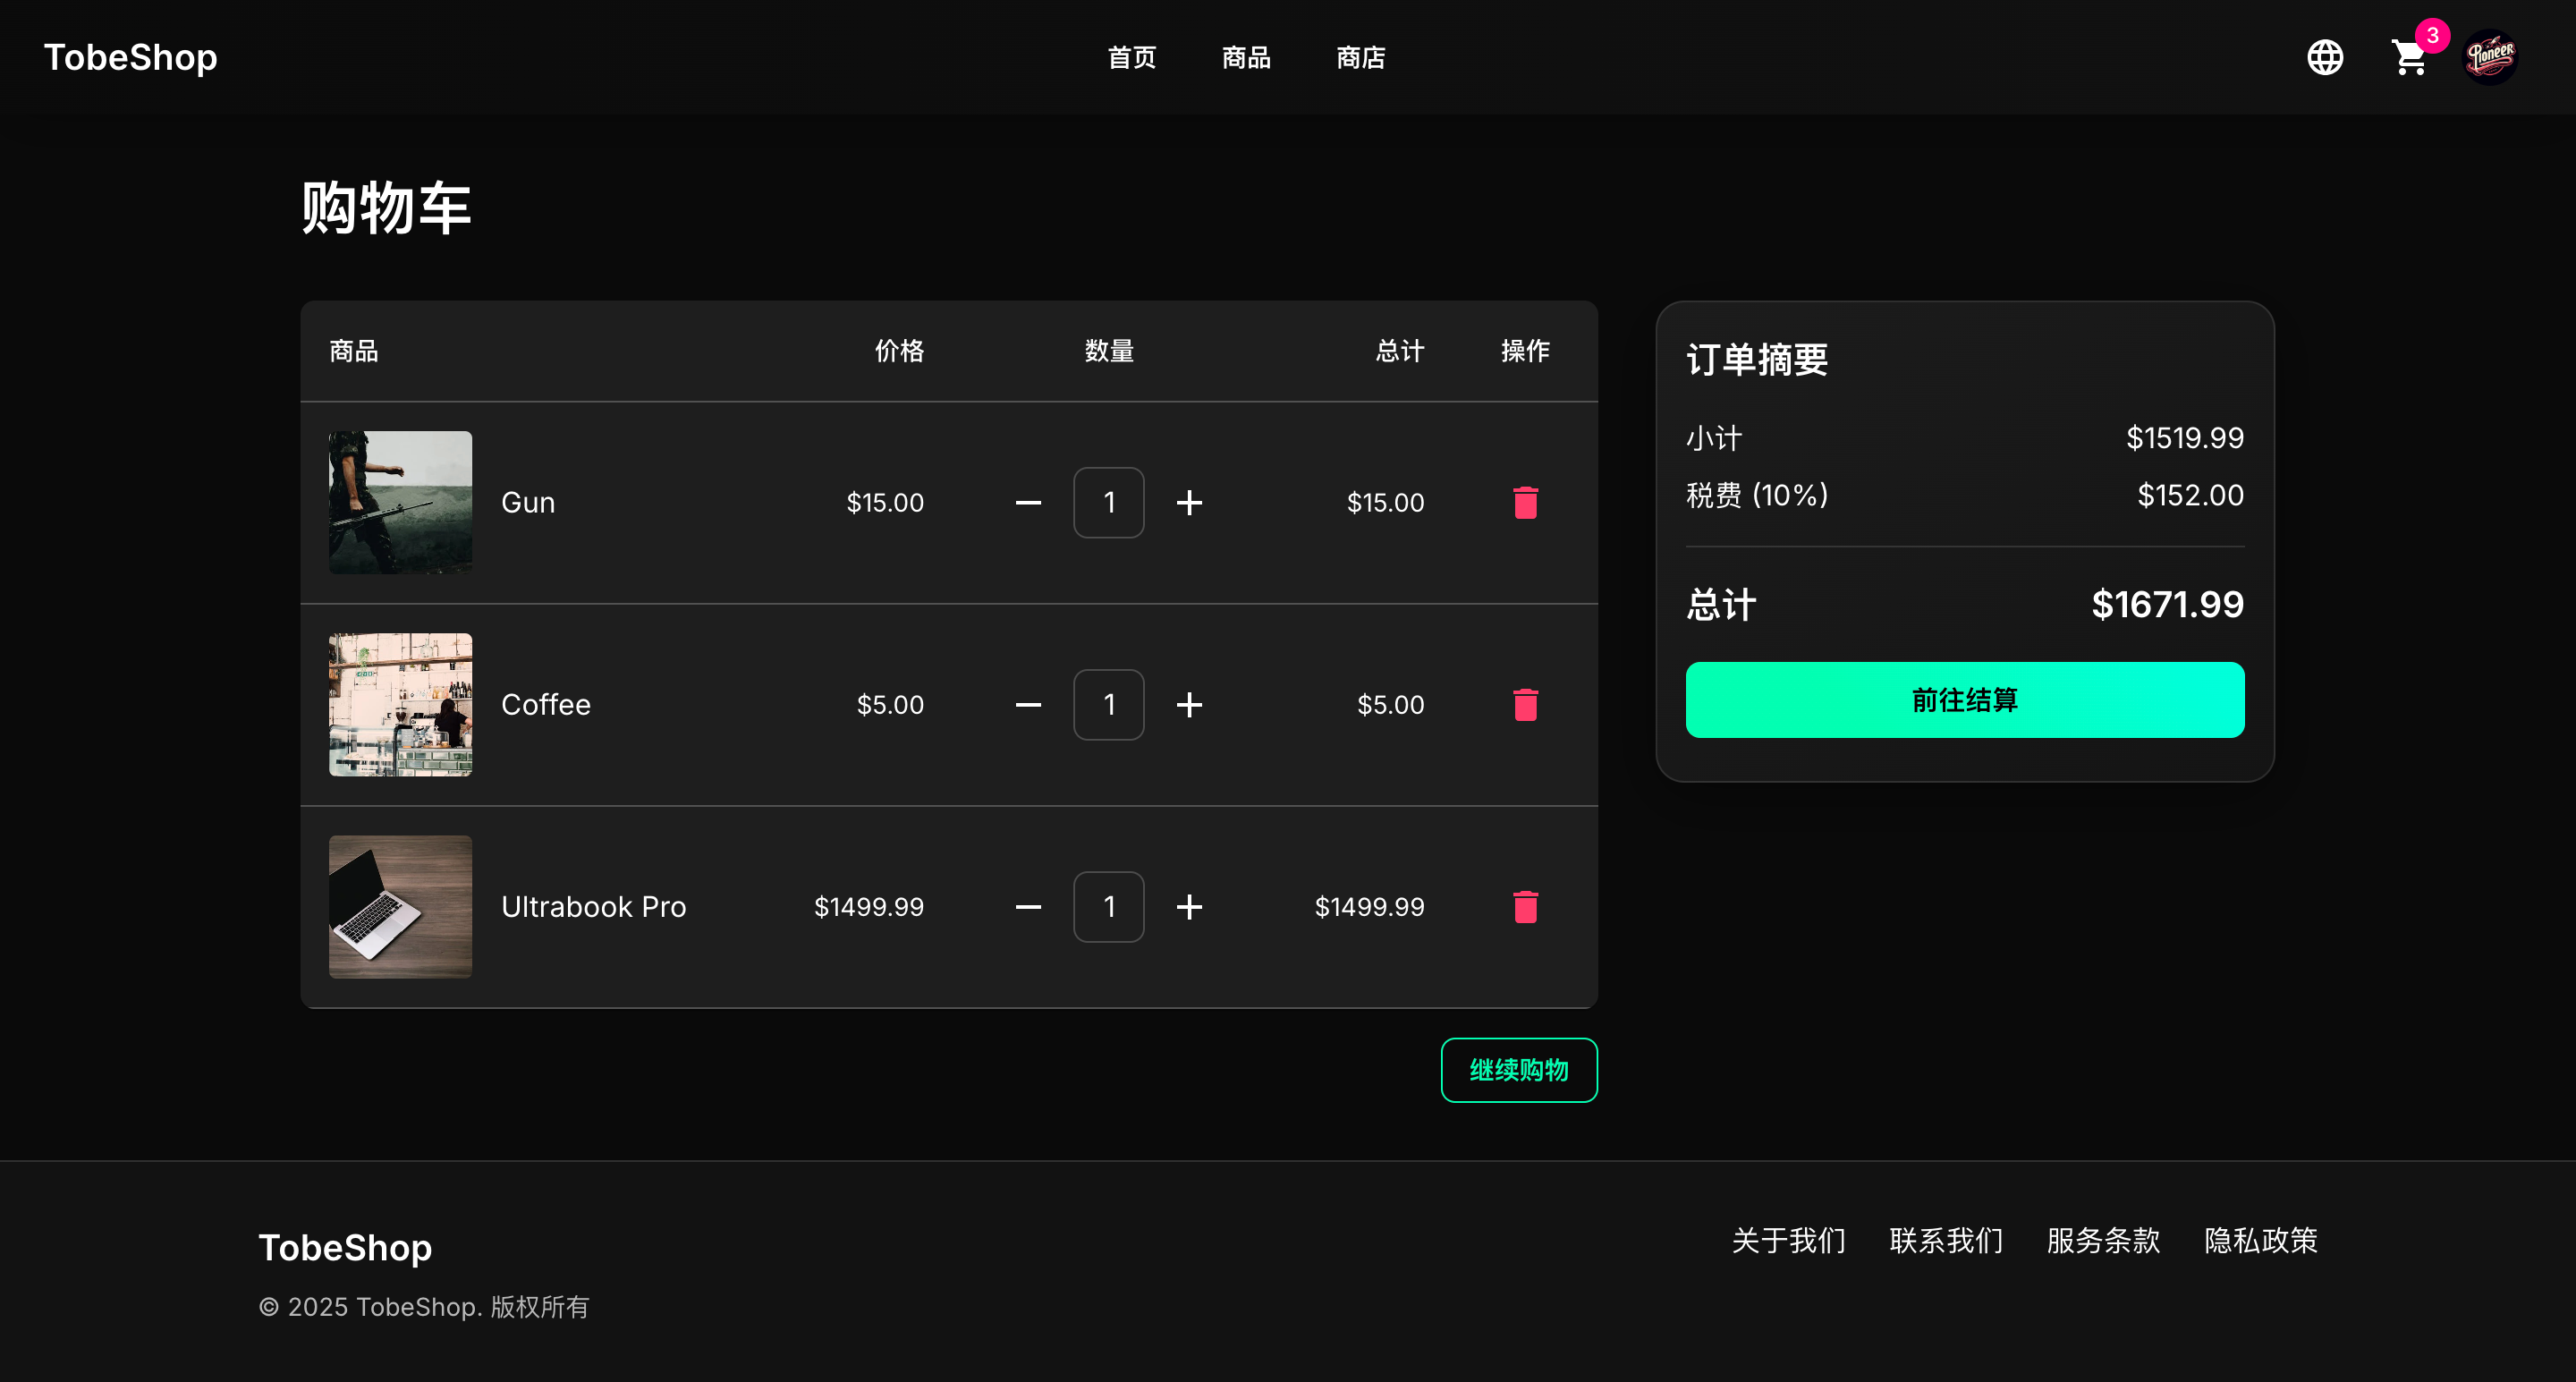 TobeShop
首页 商品 商店
3
Pioneer
购物车
商品 价格 数量 总计 操作
Gun $15.00 1 $15.00
Coffee $5.00 1 $5.00
Ultrabook Pro $1499.99 1 $1499.99
继续购物
订单摘要
小计 $1519.99
税费 (10%) $152.00
总计 $1671.99
前往结算
TobeShop
© 2025 TobeShop. 版权所有
关于我们 联系我们 服务条款 隐私政策